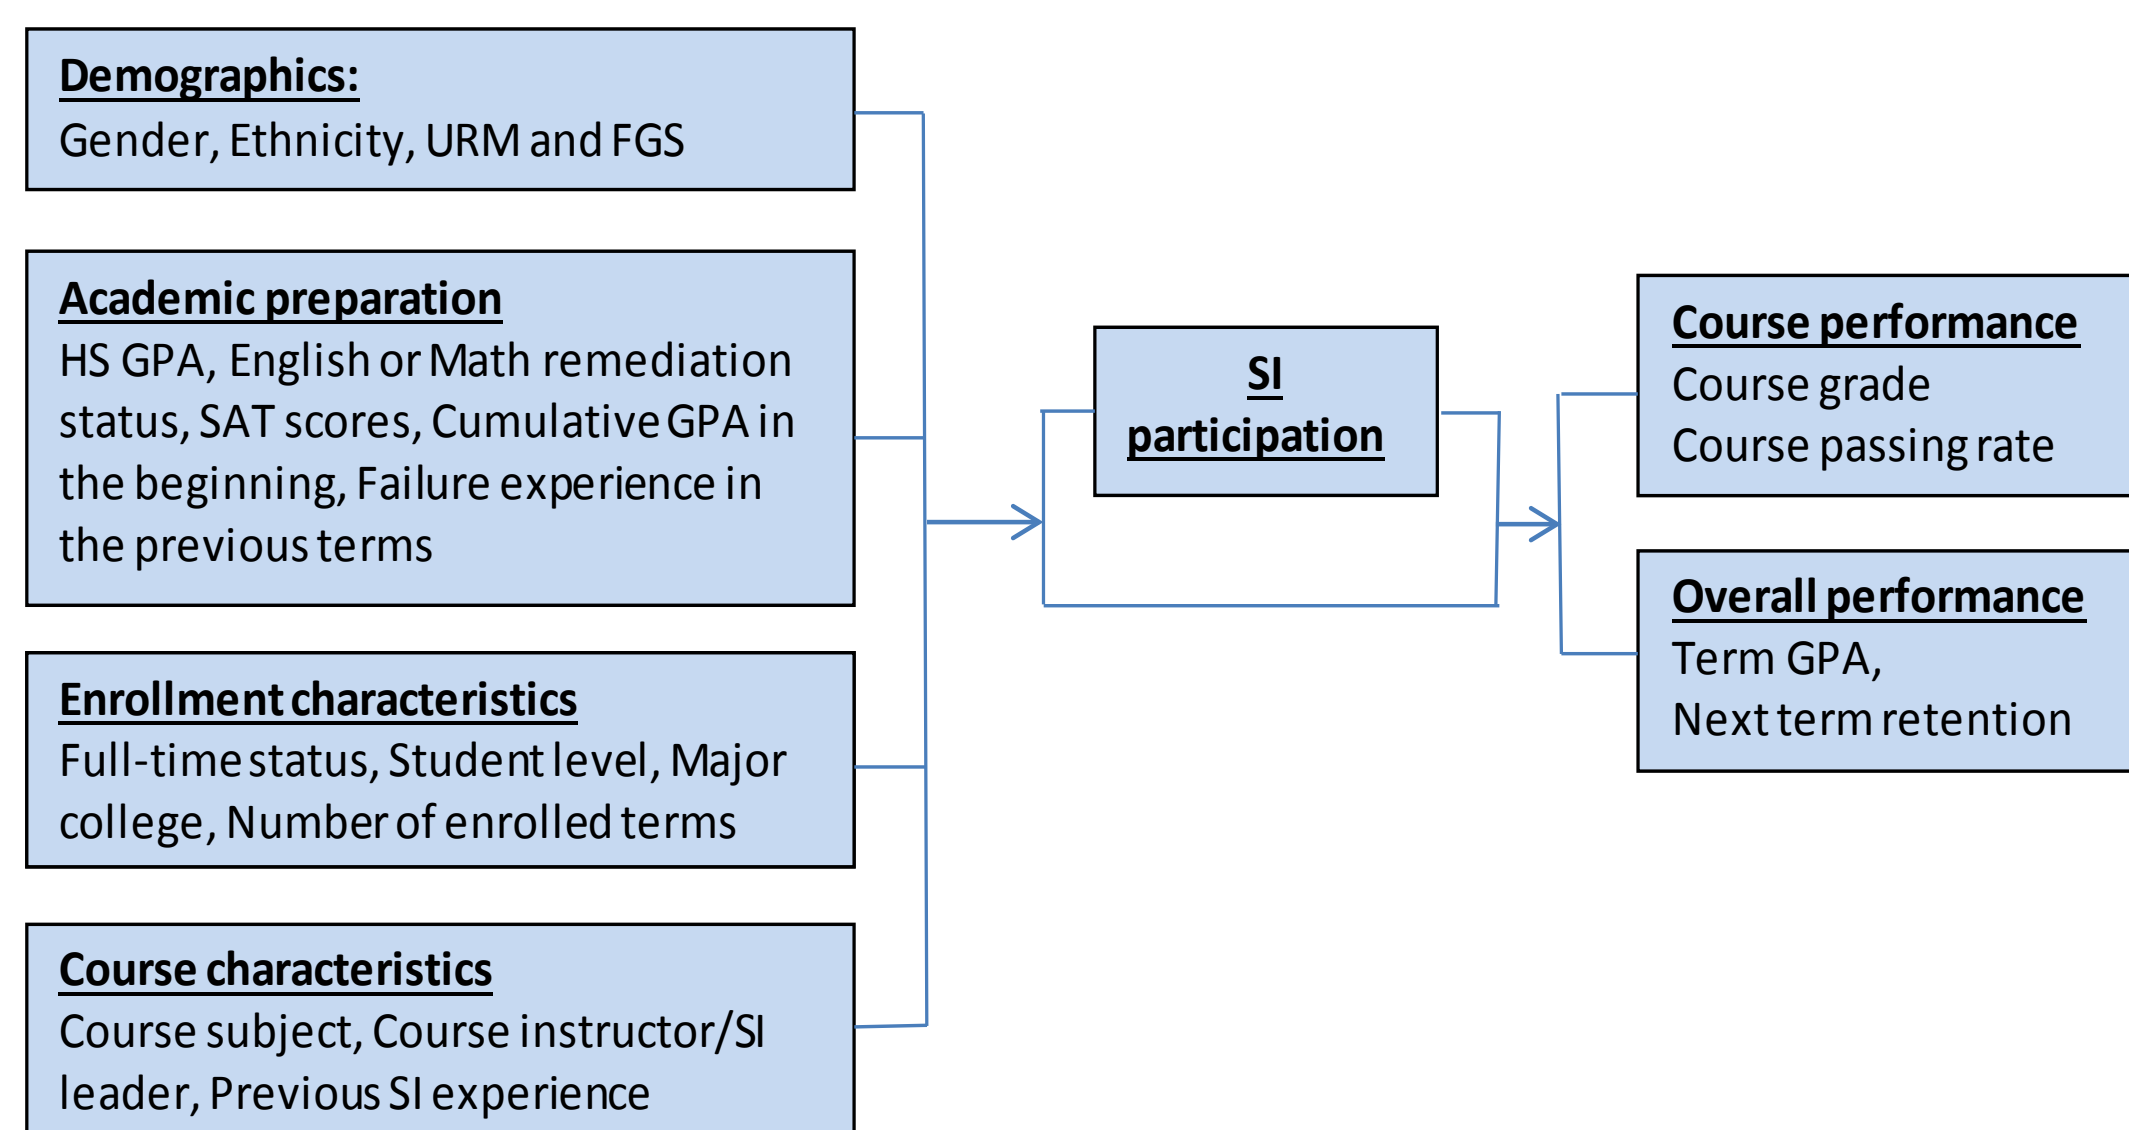 Demographics:
Gender, Ethnicity, URM and FGS
Academic preparation
HS GPA, English or Math remediation
status, SAT scores, Cumulative GPA in
the beginning, Failure experience in
the previous terms
Enrollment characteristics
Full-time status, Student level, Major
college, Number of enrolled terms
Course characteristics
Course subject, Course instructor/SI
leader, Previous SI experience
SI
participation
Course performance
Course grade
Course passing rate
Overall performance
Term GPA,
Next term retention